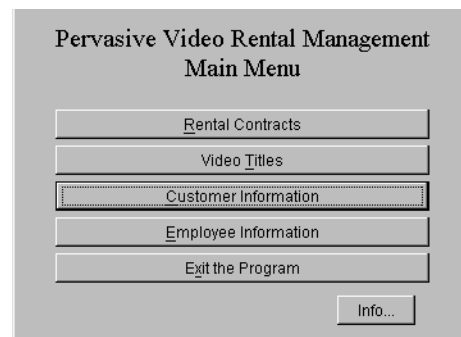 Pervasive Video Rental Management
Main Menu
Rental Contracts
Video Titles
Customer Information
Employee Information
Exit the Program
Info...